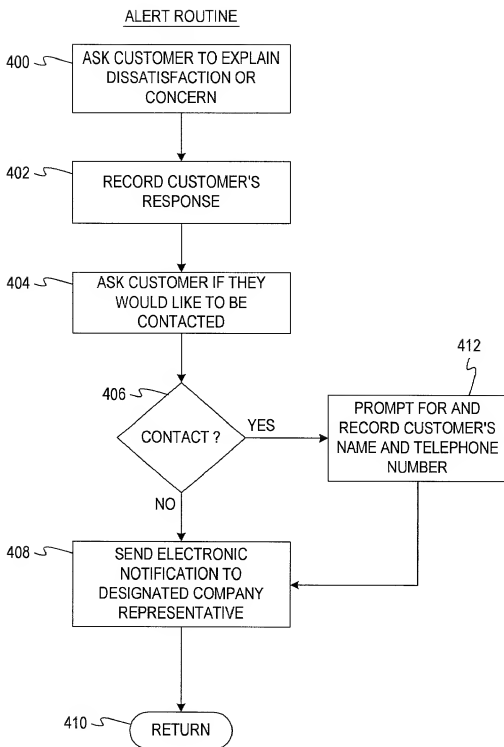 ALERT ROUTINE
400
ASK CUSTOMER TO EXPLAIN
DISSATISFACTION OR
CONCERN
402
RECORD CUSTOMER'S
RESPONSE
404
ASK CUSTOMER IF THEY
WOULD LIKE TO BE
CONTACTED
406
CONTACT ?
YES
412
PROMPT FOR AND
RECORD CUSTOMER'S
NAME AND TELEPHONE
NUMBER
NO
408
SEND ELECTRONIC
NOTIFICATION TO
DESIGNATED COMPANY
REPRESENTATIVE
410
RETURN